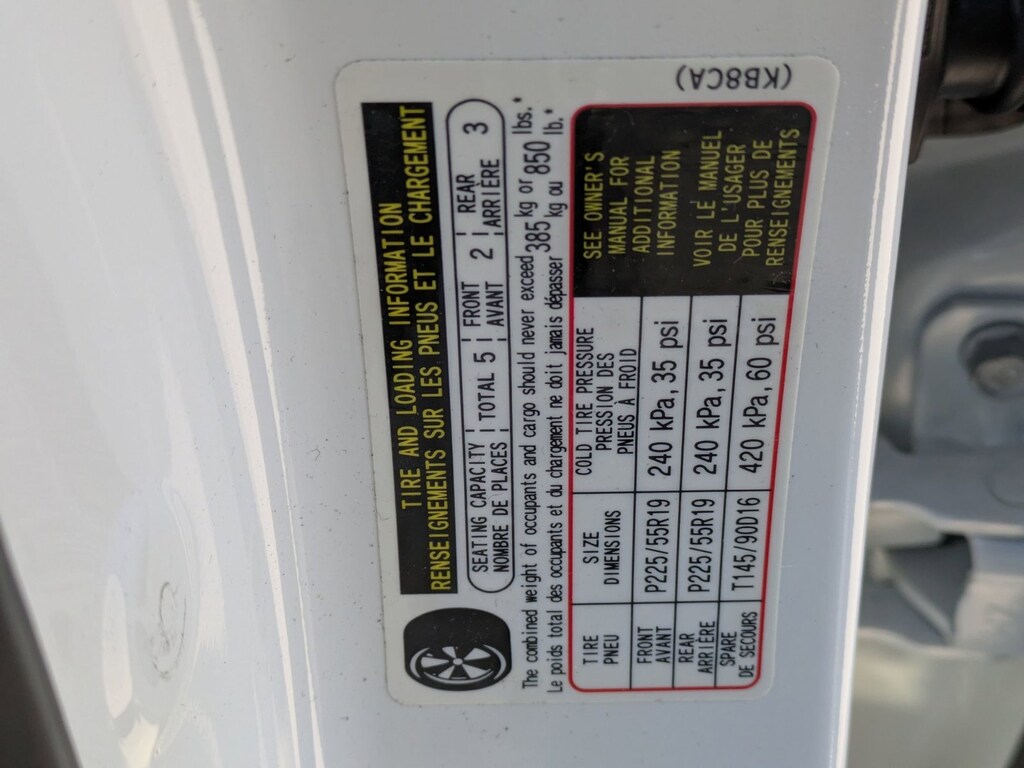 TIRE AND LOADING INFORMATION
RENSEIGNEMENTS SUR LES PNEUS ET LE CHARGEMENT
SEATING CAPACITY
NOMBRE DE PLACES
TOTAL 5
FRONT
AVANT
2
REAR
ARRIÈRE
3
The combined weight of occupants and cargo should never exceed 385 kg or 850 lbs.*
Le poids total des occupants et du chargement ne doit jamais dépasser kg ou lb.*
TIRE
PNEU
SIZE
DIMENSIONS
COLD TIRE PRESSURE
PRESSION DES
PNEUS À FROID
FRONT
AVANT
P225/55R19
240 kPa, 35 psi
REAR
ARRIÈRE
P225/55R19
240 kPa, 35 psi
SPARE
DE SECOURS
T145/90D16
420 kPa, 60 psi
SEE OWNER'S
MANUAL FOR
ADDITIONAL
INFORMATION
VOIR LE MANUEL
DE L'USAGER
POUR PLUS DE
RENSEIGNEMENTS
(KB8CA)